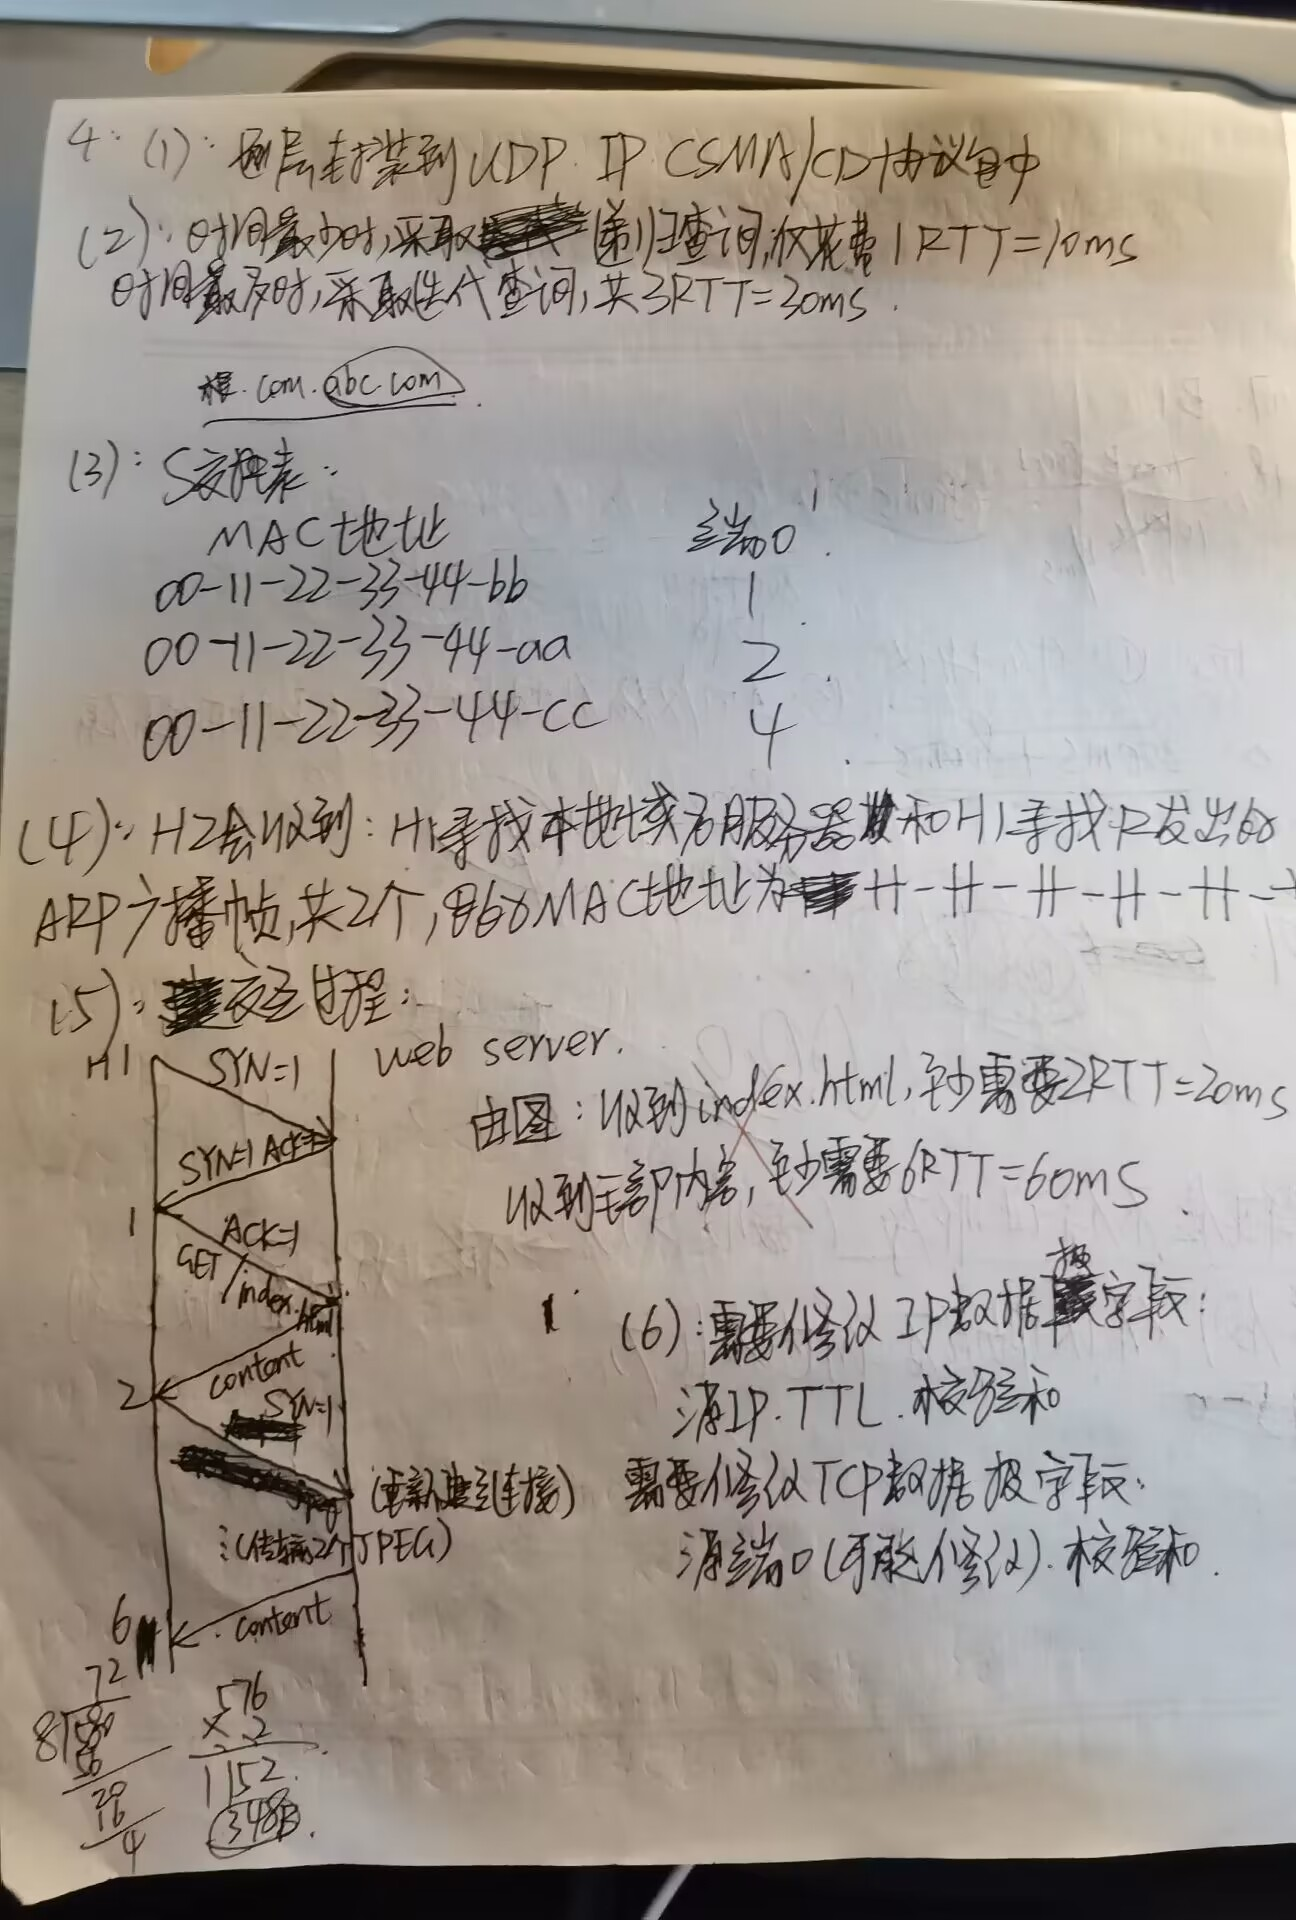 4: (1): 逐层封装到UDP. IP. CSMA/CD协议包中
(2): 时间最少时,采取递归查询,仅花费1RTT=10ms
时间最多时,采取迭代查询,共3RTT=30ms.
根.com.abc.com
(3): S交换表:
MAC地址 端口
00-11-22-33-44-bb 1
00-11-22-33-44-aa 2
00-11-22-33-44-cc 4
(4): H2会收到:H1寻找本地域名服务器和H1寻找R发出的
ARP广播帧,共2个,目的MAC地址为
(5): 交互过程:
H1 SYN=1 web server.
SYN=1 ACK=1
1 ACK=1
GET/index.html
content
2 SYN=1
(重新建立连接)
(传输2个JPEG)
6 content
由图:收到index.html,至少需要2RTT=20ms
收到全部内容,至少需要6RTT=60ms
(6): 需要修改IP数据报字段:
源IP.TTL.校验和
需要修改TCP数据报字段:
源端口(可能修改).校验和.
72
8 580
56
20
16
4
576
× 2
1152
348B.